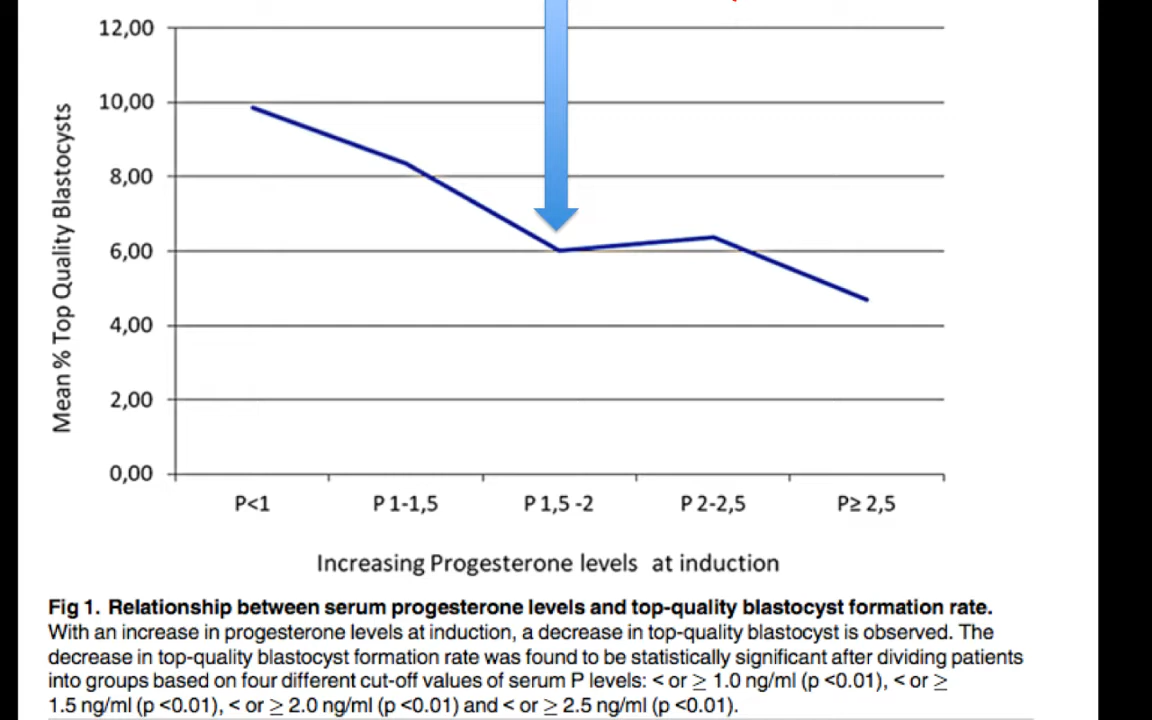 12,00
10,00
8,00
6,00
4,00
2,00
0,00
Mean % Top Quality Blastocysts
P<1
P 1-1,5
P 1,5 -2
P 2-2,5
P≥ 2,5
Increasing Progesterone levels at induction
Fig 1. Relationship between serum progesterone levels and top-quality blastocyst formation rate.
With an increase in progesterone levels at induction, a decrease in top-quality blastocyst is observed. The
decrease in top-quality blastocyst formation rate was found to be statistically significant after dividing patients
into groups based on four different cut-off values of serum P levels: < or ≥ 1.0 ng/ml (p <0.01), < or ≥
1.5 ng/ml (p <0.01), < or ≥ 2.0 ng/ml (p <0.01) and < or ≥ 2.5 ng/ml (p <0.01).